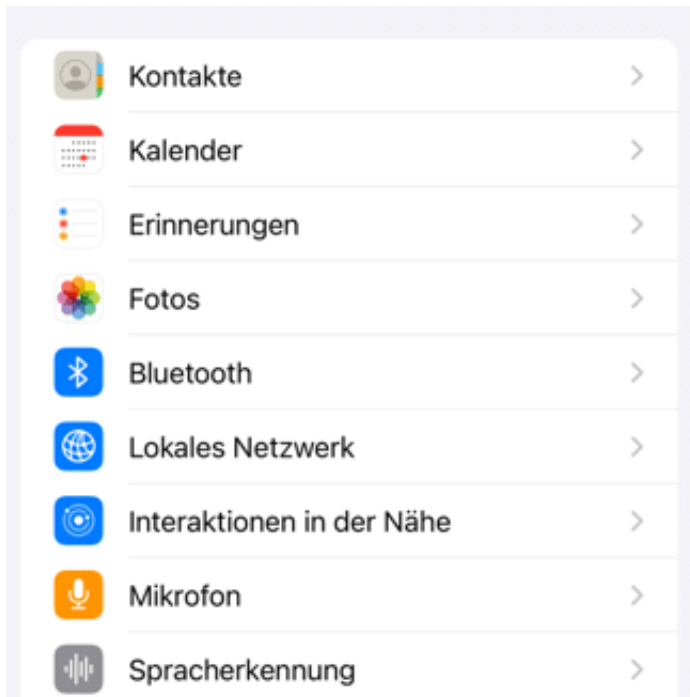 Kontakte
Kalender
Erinnerungen
Fotos
Bluetooth
Lokales Netzwerk
Interaktionen in der Nähe
Mikrofon
Spracherkennung